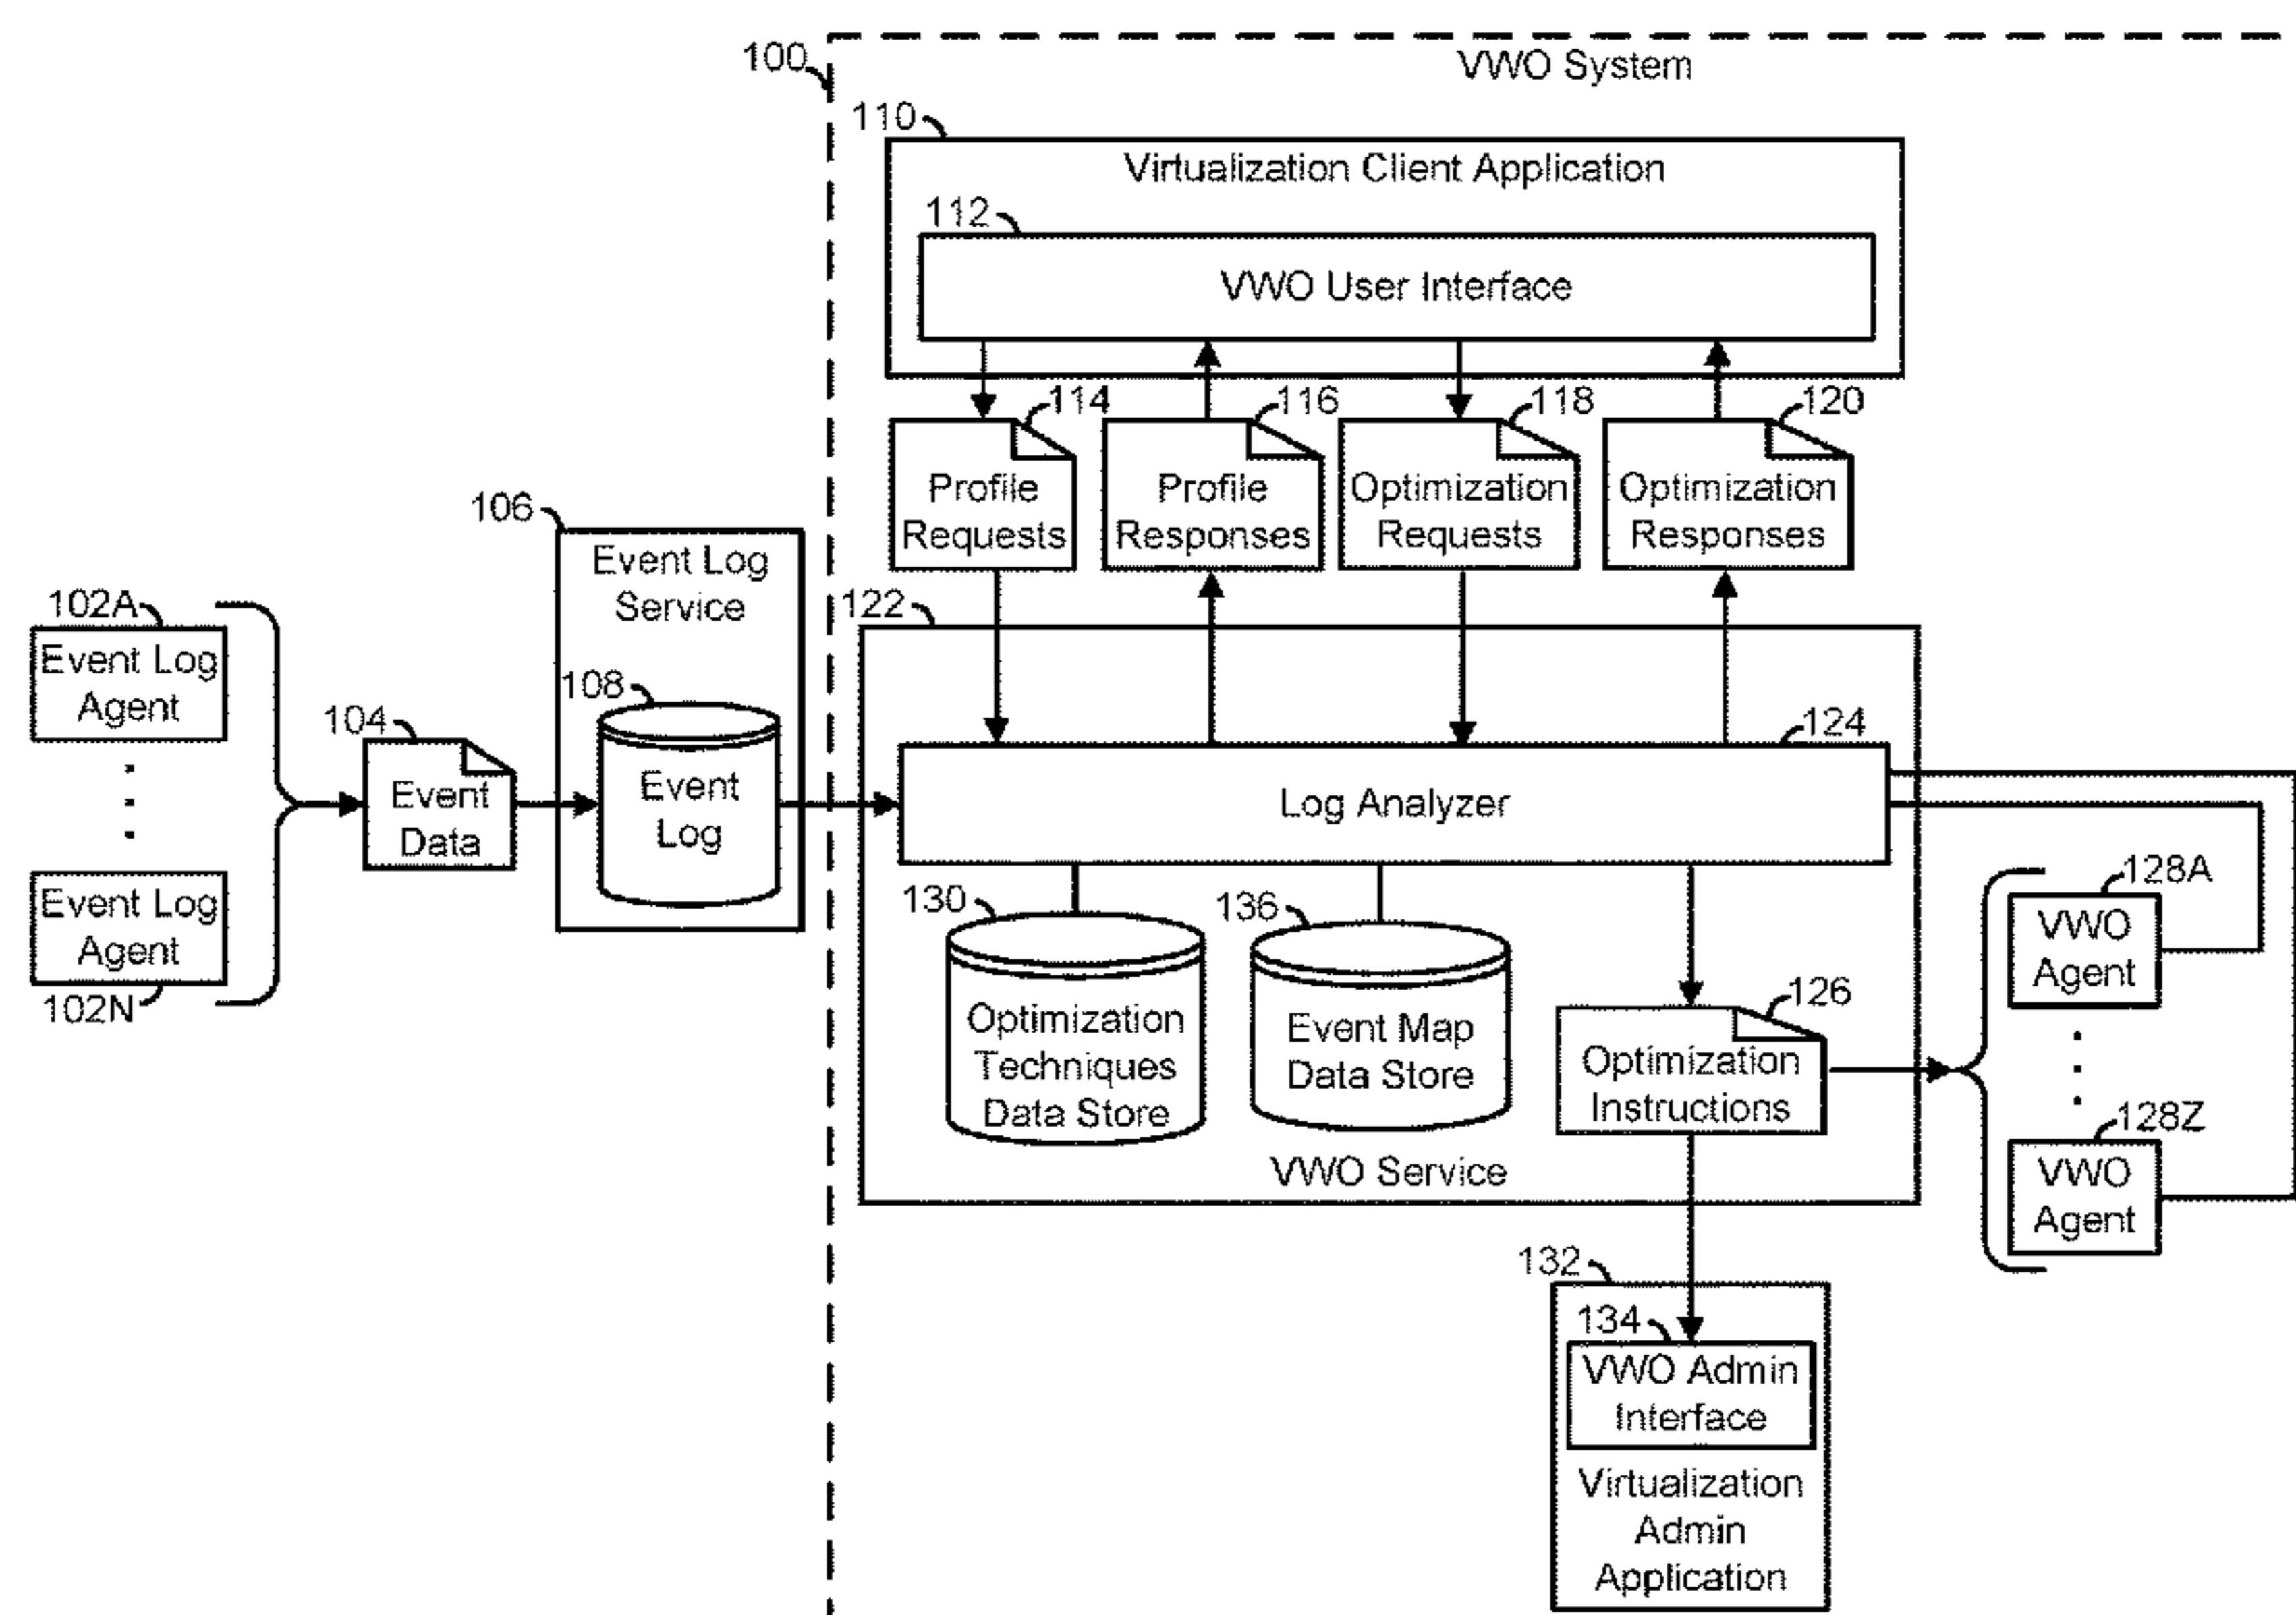 100
VWO System
110
Virtualization Client Application
112
VWO User Interface
114
116
118
120
Profile
Requests
Profile
Responses
Optimization
Requests
Optimization
Responses
106
Event Log
Service
102A
Event Log
Agent
108
104
Event
Data
Event
Log
Event Log
Agent
102N
122
124
Log Analyzer
130
136
Optimization
Techniques
Data Store
Event Map
Data Store
126
Optimization
Instructions
VWO Service
128A
VWO
Agent
128Z
VWO
Agent
132
134
VWO Admin
Interface
Virtualization
Admin
Application